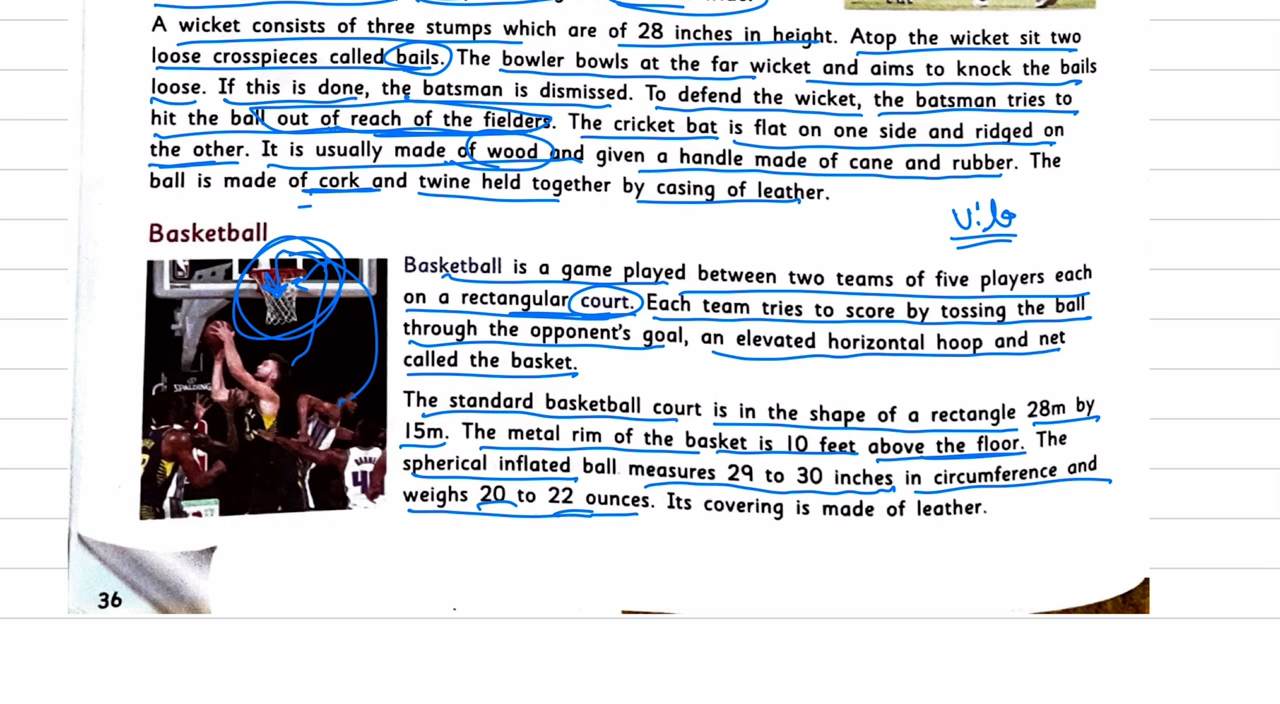 A wicket consists of three stumps which are of 28 inches in height. Atop the wicket sit two
loose crosspieces called bails. The bowler bowls at the far wicket and aims to knock the bails
loose. If this is done, the batsman is dismissed. To defend the wicket, the batsman tries to
hit the ball out of reach of the fielders. The cricket bat is flat on one side and ridged on
the other. It is usually made of wood and given a handle made of cane and rubber. The
ball is made of cork and twine held together by casing of leather.
Basketball
Basketball is a game played between two teams of five players each
on a rectangular court. Each team tries to score by tossing the ball
through the opponent's goal, an elevated horizontal hoop and net
called the basket.
SPALDING
The standard basketball court is in the shape of a rectangle 28m by
15m. The metal rim of the basket is 10 feet above the floor. The
spherical inflated ball measures 29 to 30 inches in circumference and
weighs 20 to 22 ounces. Its covering is made of leather.
36